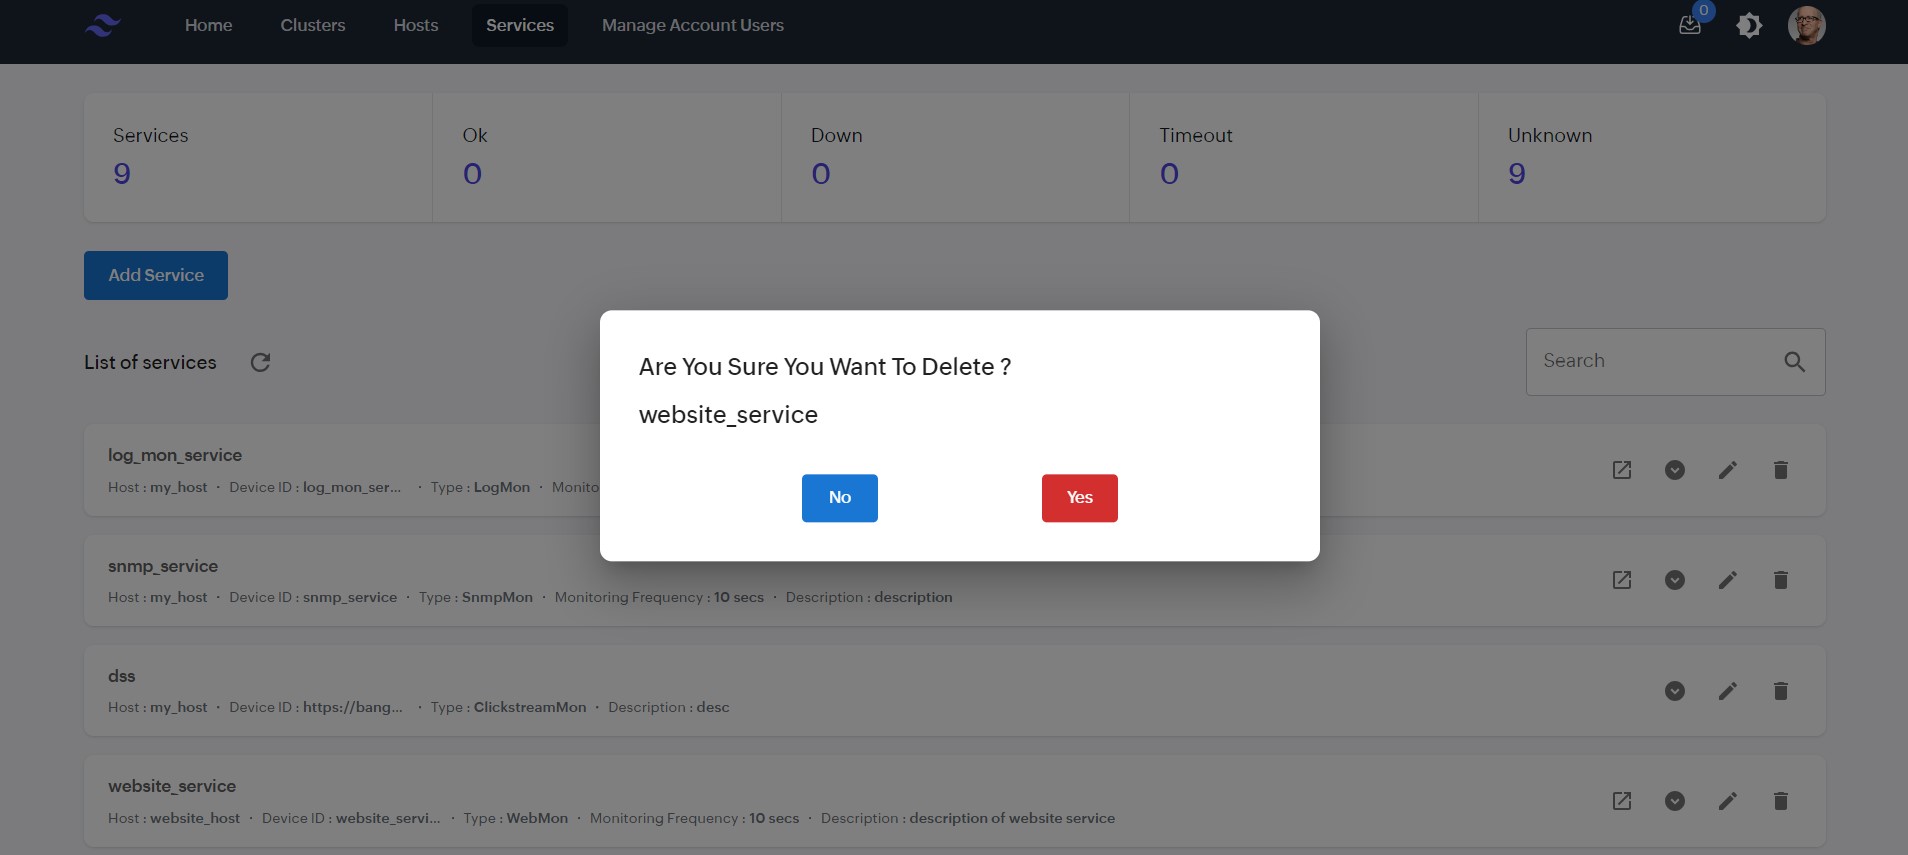 Home Clusters Hosts Services Manage Account Users 0
Services Ok Down Timeout Unknown
9 0 0 0 9
Add Service
List of services
Search
Are You Sure You Want To Delete ?
website_service
No Yes
log_mon_service
Host : my_host · Device ID : log_mon_ser... · Type : LogMon · Monito
snmp_service
Host : my_host · Device ID : snmp_service · Type : SnmpMon · Monitoring Frequency : 10 secs · Description : description
dss
Host : my_host · Device ID : https://bang... · Type : ClickstreamMon · Description : desc
website_service
Host : website_host · Device ID : website_servi... · Type : WebMon · Monitoring Frequency : 10 secs · Description : description of website service